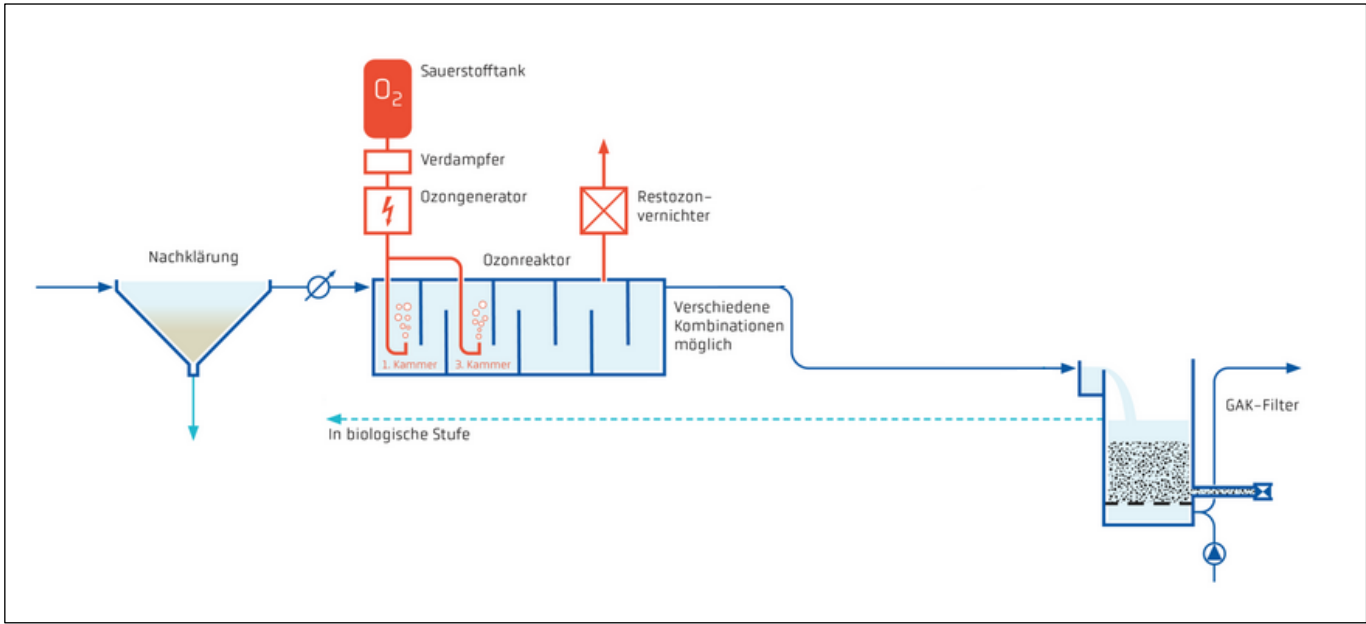 Sauerstofftank
O₂
Verdampfer
Ozongenerator
Restozon-
vernichter
Nachklärung
Ozonreaktor
Verschiedene
Kombinationen
möglich
1. Kammer
3. Kammer
GAK-Filter
In biologische Stufe